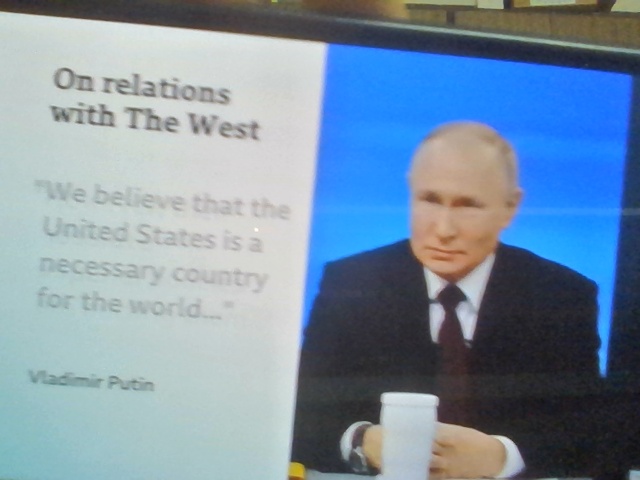 On relations
with The West
"We believe that the
United States is a
necessary country
for the world..."
Vladimir Putin